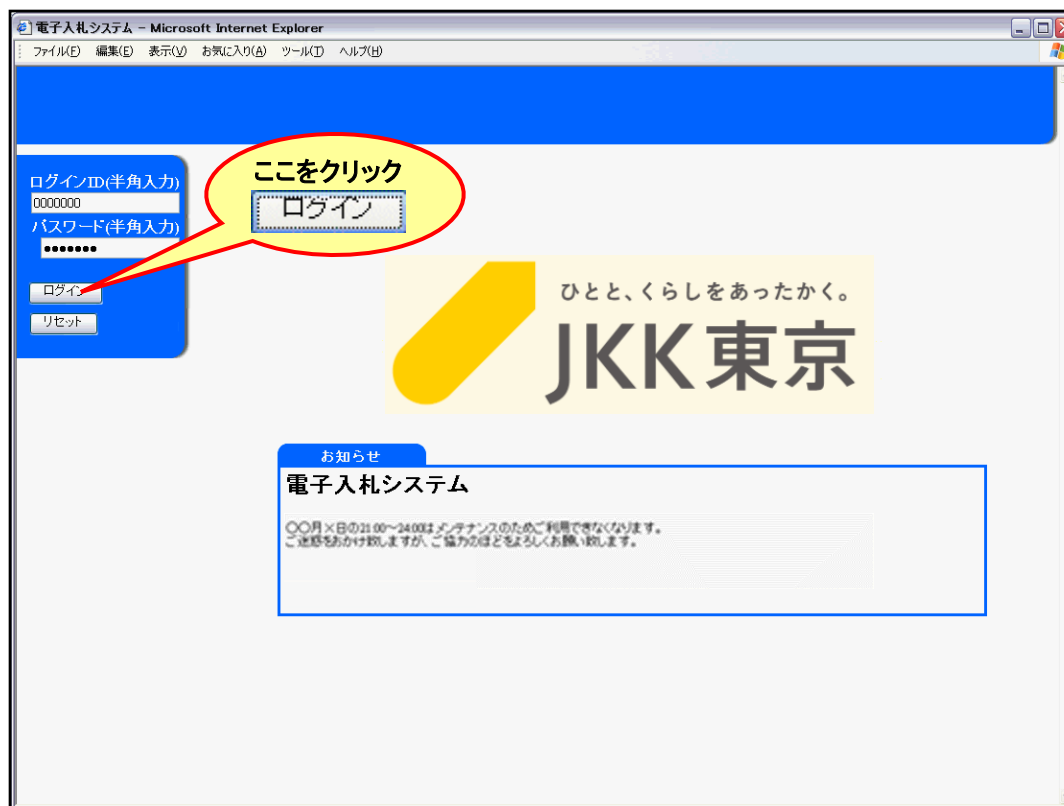 電子入札システム - Microsoft Internet Explorer
ファイル(F) 編集(E) 表示(V) お気に入り(A) ツール(T) ヘルプ(H)
ログインID(半角入力)
0000000
パスワード(半角入力)
●●●●●●●
ログイン
リセット
ここをクリック
ログイン
ひとと、くらしをあったかく。
JKK東京
お知らせ
電子入札システム
○○月×日の21:00～24:00はメンテナンスのためご利用できなくなります。
ご迷惑をおかけ致しますが、ご協力のほどをよろしくお願い致します。